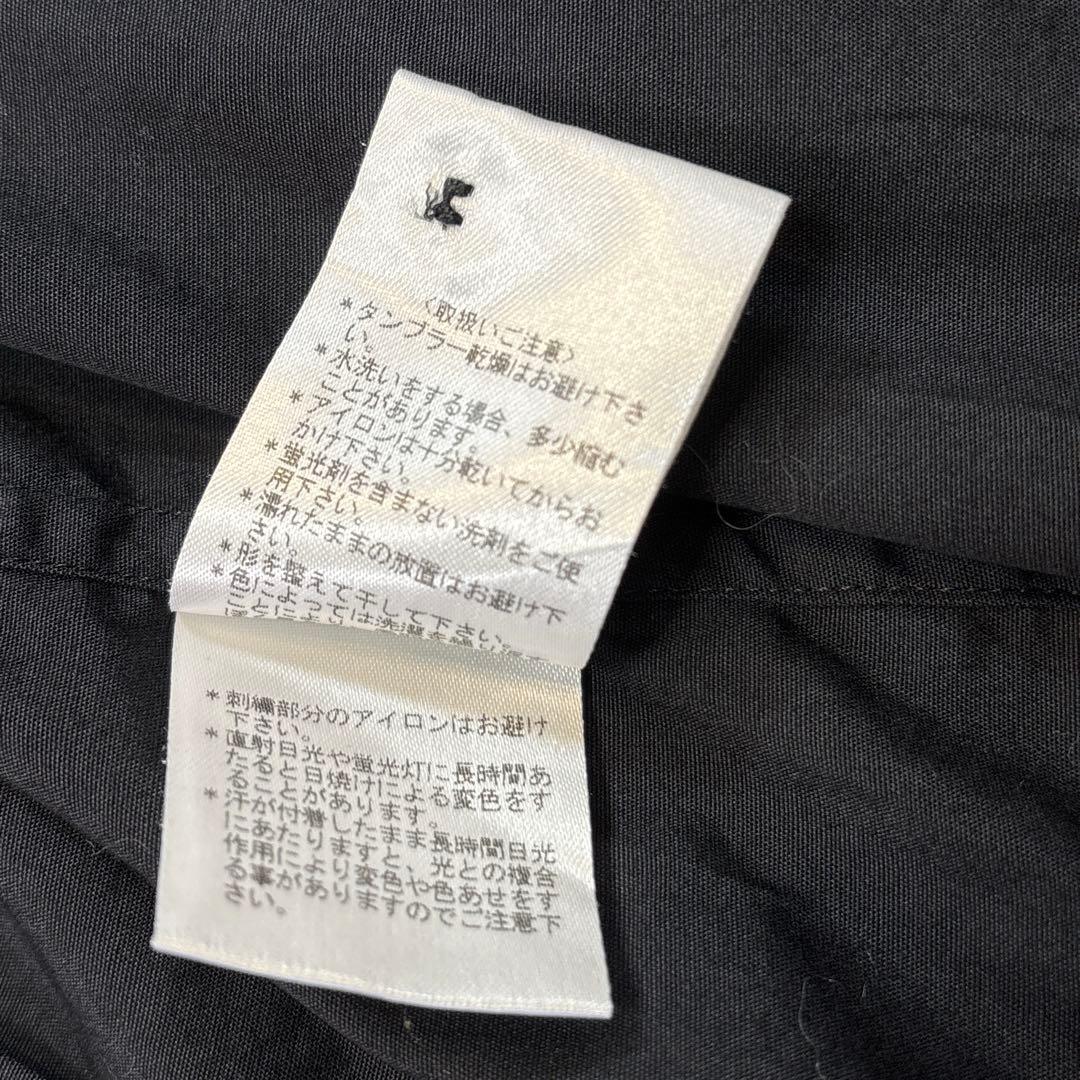 〈取扱いご注意〉
*タンブラー乾燥はお避け下さ
い。
*水洗いをする場合、多少縮む
ことがあります。
*アイロンは十分乾いてからお
かけ下さい。
*蛍光剤を含まない洗剤をご使
用下さい。
*濡れたままの放置はお避け下
さい。
*形を整えて干して下さい。
*色によっては洗濯を繰り返す
*刺繍部分のアイロンはお避け
下さい。
*直射日光や蛍光灯に長時間あ
たると日焼けによる変色をす
ることがあります。
*汗が付着したまま長時間日光
にあたりますと、光との複合
作用により変色や色あせをす
る事がありますのでご注意下
さい。